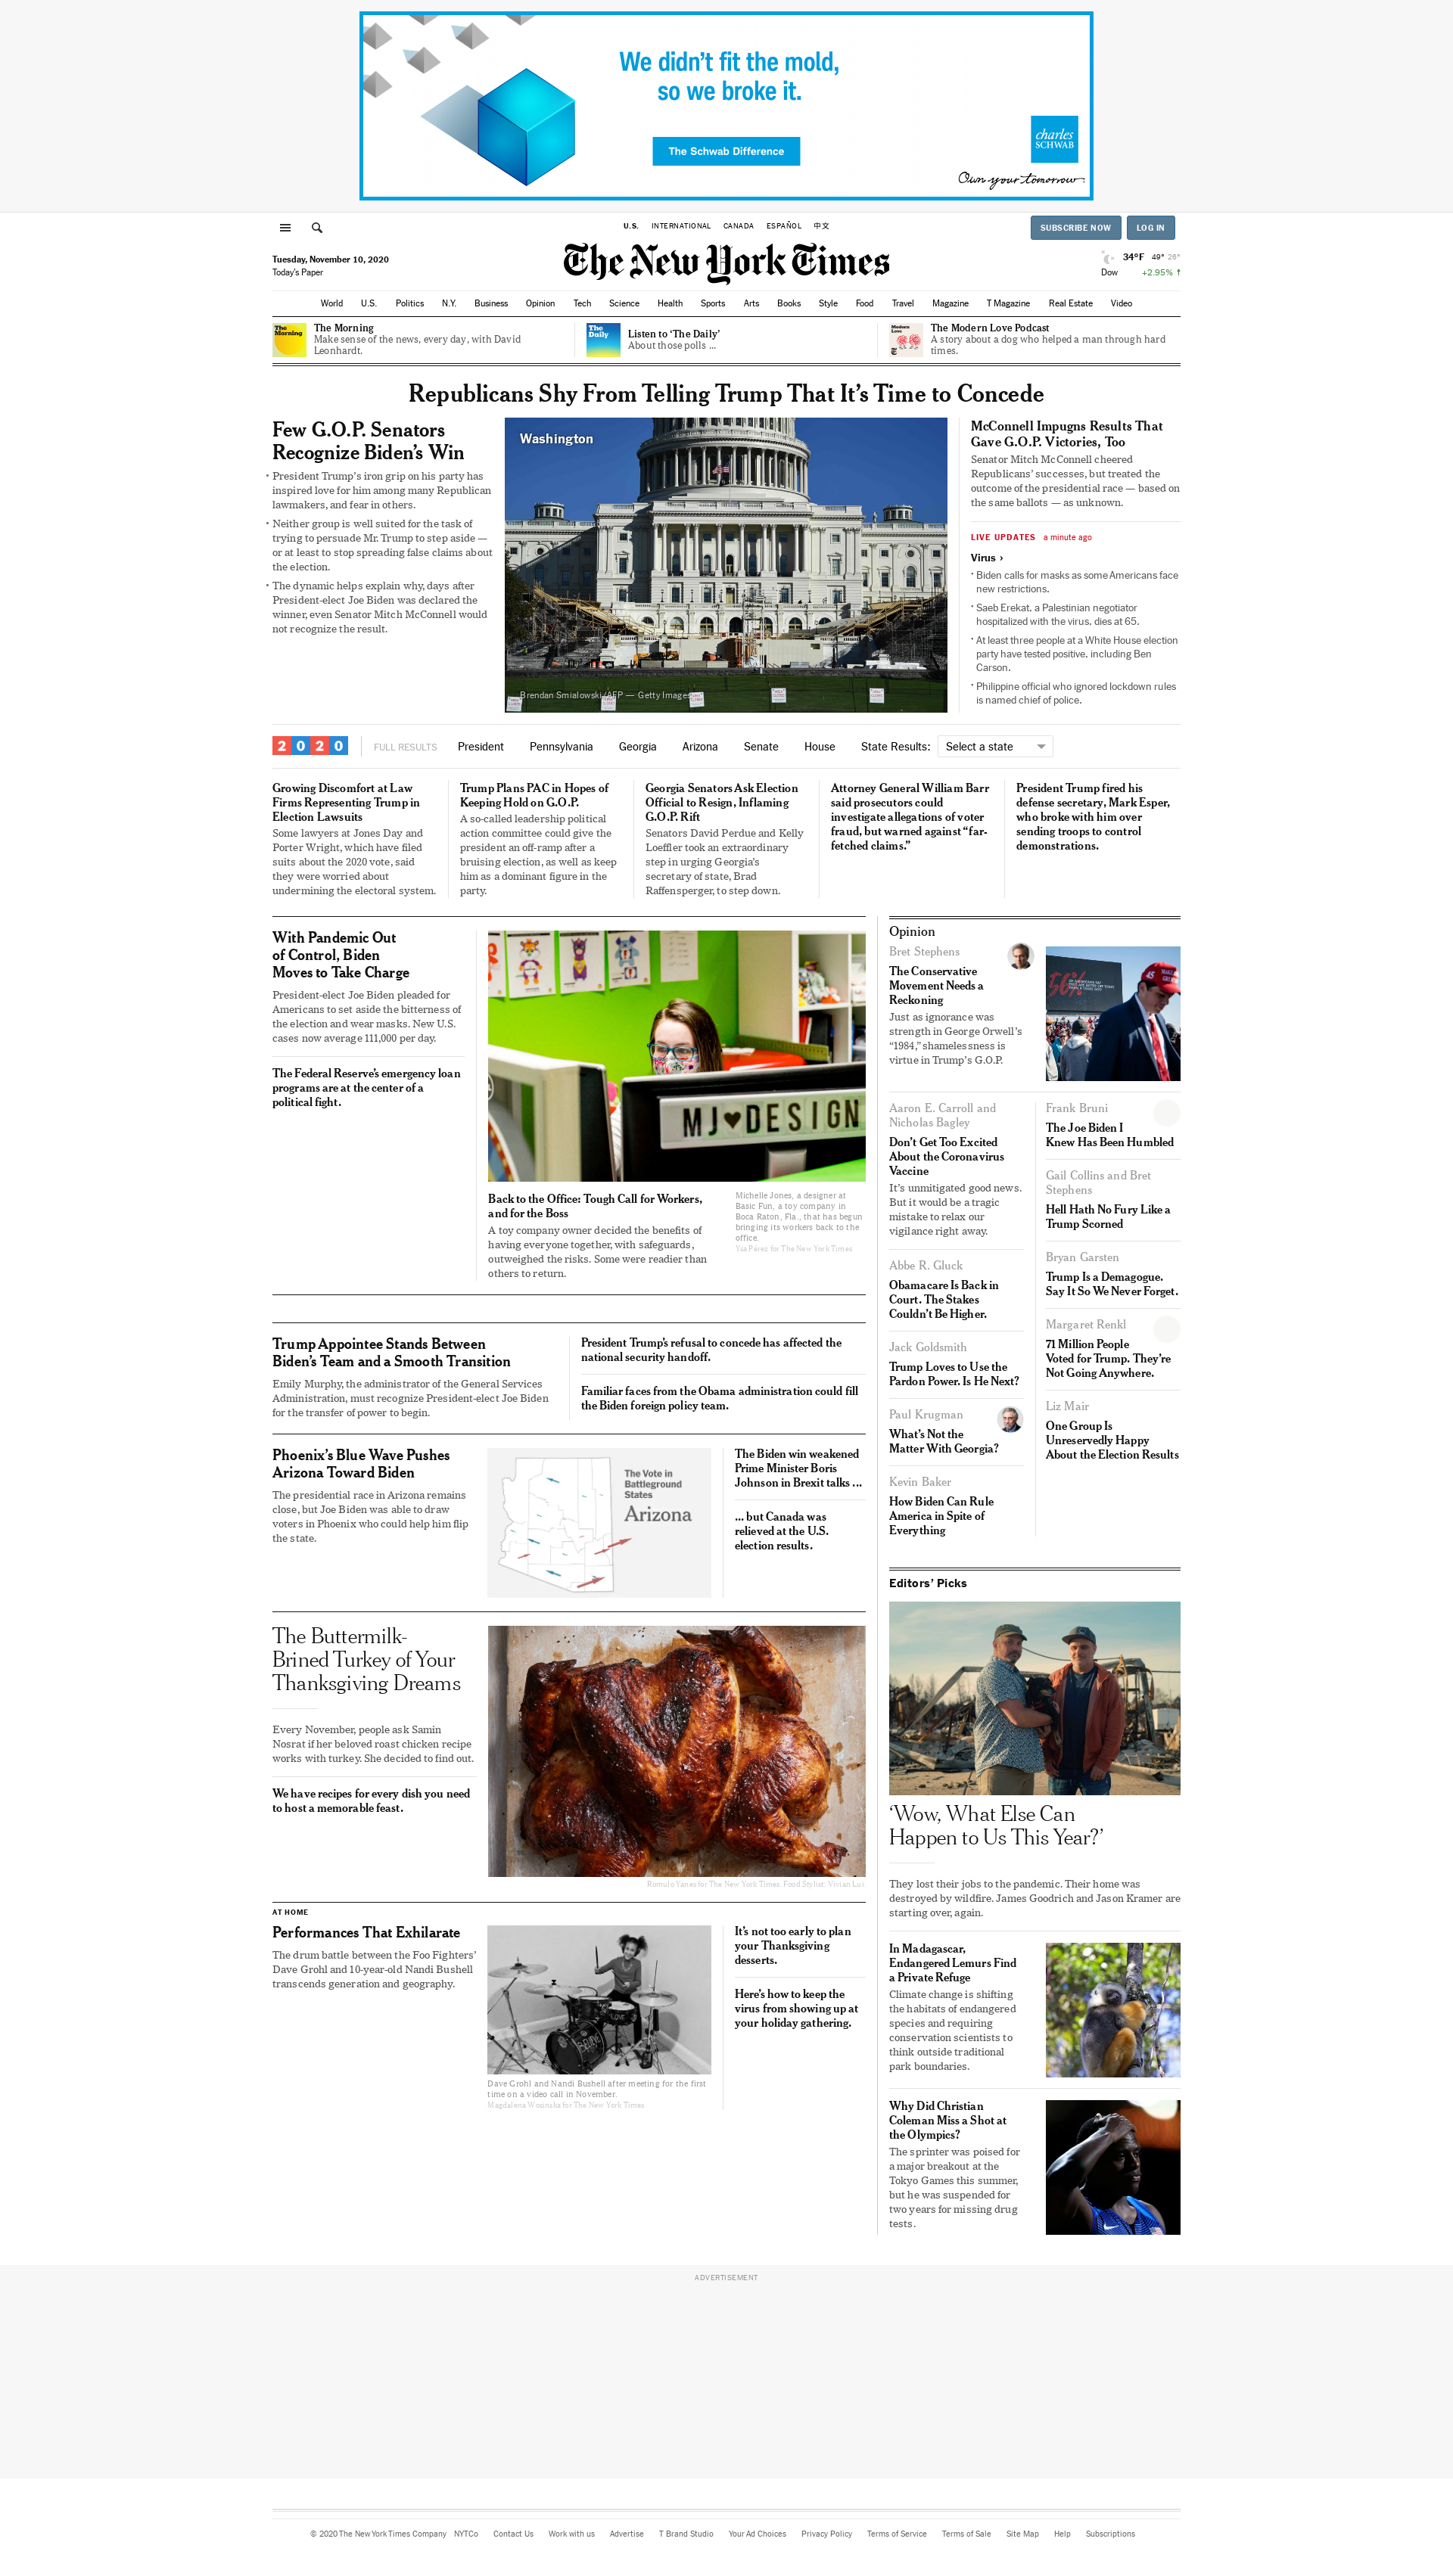 We didn't fit the mold,
so we broke it.
The Schwab Difference
charles
SCHWAB
Own your tomorrow
U.S. INTERNATIONAL CANADA ESPAÑOL 中文
SUBSCRIBE NOW LOG IN
Tuesday, November 10, 2020
Today's Paper
The New York Times
34°F 49° 26°
Dow +2.95% ↑
World U.S. Politics N.Y. Business Opinion Tech Science Health Sports Arts Books Style Food Travel Magazine T Magazine Real Estate Video
The
Morning
The Morning
Make sense of the news, every day, with David
Leonhardt.
The
Daily
Listen to ‘The Daily’
About those polls …
Modern
Love
The Modern Love Podcast
A story about a dog who helped a man through hard
times.
Republicans Shy From Telling Trump That It’s Time to Concede
Few G.O.P. Senators
Recognize Biden’s Win
• President Trump’s iron grip on his party has
inspired love for him among many Republican
lawmakers, and fear in others.
• Neither group is well suited for the task of
trying to persuade Mr. Trump to step aside —
or at least to stop spreading false claims about
the election.
• The dynamic helps explain why, days after
President-elect Joe Biden was declared the
winner, even Senator Mitch McConnell would
not recognize the result.
Washington
Brendan Smialowski/AFP — Getty Images
McConnell Impugns Results That
Gave G.O.P. Victories, Too
Senator Mitch McConnell cheered
Republicans’ successes, but treated the
outcome of the presidential race — based on
the same ballots — as unknown.
LIVE UPDATES a minute ago
Virus ›
• Biden calls for masks as some Americans face
new restrictions.
• Saeb Erekat, a Palestinian negotiator
hospitalized with the virus, dies at 65.
• At least three people at a White House election
party have tested positive, including Ben
Carson.
• Philippine official who ignored lockdown rules
is named chief of police.
2020 FULL RESULTS President Pennsylvania Georgia Arizona Senate House State Results: Select a state
Growing Discomfort at Law
Firms Representing Trump in
Election Lawsuits
Some lawyers at Jones Day and
Porter Wright, which have filed
suits about the 2020 vote, said
they were worried about
undermining the electoral system.
Trump Plans PAC in Hopes of
Keeping Hold on G.O.P.
A so-called leadership political
action committee could give the
president an off-ramp after a
bruising election, as well as keep
him as a dominant figure in the
party.
Georgia Senators Ask Election
Official to Resign, Inflaming
G.O.P. Rift
Senators David Perdue and Kelly
Loeffler took an extraordinary
step in urging Georgia’s
secretary of state, Brad
Raffensperger, to step down.
Attorney General William Barr
said prosecutors could
investigate allegations of voter
fraud, but warned against “far-
fetched claims.”
President Trump fired his
defense secretary, Mark Esper,
who broke with him over
sending troops to control
demonstrations.
With Pandemic Out
of Control, Biden
Moves to Take Charge
President-elect Joe Biden pleaded for
Americans to set aside the bitterness of
the election and wear masks. New U.S.
cases now average 111,000 per day.
The Federal Reserve’s emergency loan
programs are at the center of a
political fight.
MJ♥DESIGN
Back to the Office: Tough Call for Workers,
and for the Boss
A toy company owner decided the benefits of
having everyone together, with safeguards,
outweighed the risks. Some were readier than
others to return.
Michelle Jones, a designer at
Basic Fun, a toy company in
Boca Raton, Fla., that has begun
bringing its workers back to the
office.
Ysa Pérez for The New York Times
Trump Appointee Stands Between
Biden’s Team and a Smooth Transition
Emily Murphy, the administrator of the General Services
Administration, must recognize President-elect Joe Biden
for the transfer of power to begin.
President Trump’s refusal to concede has affected the
national security handoff.
Familiar faces from the Obama administration could fill
the Biden foreign policy team.
Phoenix’s Blue Wave Pushes
Arizona Toward Biden
The presidential race in Arizona remains
close, but Joe Biden was able to draw
voters in Phoenix who could help him flip
the state.
The Vote in
Battleground
States
Arizona
The Biden win weakened
Prime Minister Boris
Johnson in Brexit talks …
… but Canada was
relieved at the U.S.
election results.
The Buttermilk-
Brined Turkey of Your
Thanksgiving Dreams
Every November, people ask Samin
Nosrat if her beloved roast chicken recipe
works with turkey. She decided to find out.
We have recipes for every dish you need
to host a memorable feast.
Romulo Yanes for The New York Times. Food Stylist: Vivian Lui.
AT HOME
Performances That Exhilarate
The drum battle between the Foo Fighters’
Dave Grohl and 10-year-old Nandi Bushell
transcends generation and geography.
Dave Grohl and Nandi Bushell after meeting for the first
time on a video call in November.
Magdalena Wosinska for The New York Times
It’s not too early to plan
your Thanksgiving
desserts.
Here’s how to keep the
virus from showing up at
your holiday gathering.
Opinion
Bret Stephens
The Conservative
Movement Needs a
Reckoning
Just as ignorance was
strength in George Orwell’s
“1984,” shamelessness is
virtue in Trump’s G.O.P.
56%
45
Aaron E. Carroll and
Nicholas Bagley
Don’t Get Too Excited
About the Coronavirus
Vaccine
It’s unmitigated good news.
But it would be a tragic
mistake to relax our
vigilance right away.
Abbe R. Gluck
Obamacare Is Back in
Court. The Stakes
Couldn’t Be Higher.
Jack Goldsmith
Trump Loves to Use the
Pardon Power. Is He Next?
Paul Krugman
What’s Not the
Matter With Georgia?
Kevin Baker
How Biden Can Rule
America in Spite of
Everything
Frank Bruni
The Joe Biden I
Knew Has Been Humbled
Gail Collins and Bret
Stephens
Hell Hath No Fury Like a
Trump Scorned
Bryan Garsten
Trump Is a Demagogue.
Say It So We Never Forget.
Margaret Renkl
71 Million People
Voted for Trump. They’re
Not Going Anywhere.
Liz Mair
One Group Is
Unreservedly Happy
About the Election Results
Editors’ Picks
‘Wow, What Else Can
Happen to Us This Year?’
They lost their jobs to the pandemic. Their home was
destroyed by wildfire. James Goodrich and Jason Kramer are
starting over, again.
In Madagascar,
Endangered Lemurs Find
a Private Refuge
Climate change is shifting
the habitats of endangered
species and requiring
conservation scientists to
think outside traditional
park boundaries.
Why Did Christian
Coleman Miss a Shot at
the Olympics?
The sprinter was poised for
a major breakout at the
Tokyo Games this summer,
but he was suspended for
two years for missing drug
tests.
ADVERTISEMENT
© 2020 The New York Times Company NYTCo Contact Us Work with us Advertise T Brand Studio Your Ad Choices Privacy Policy Terms of Service Terms of Sale Site Map Help Subscriptions